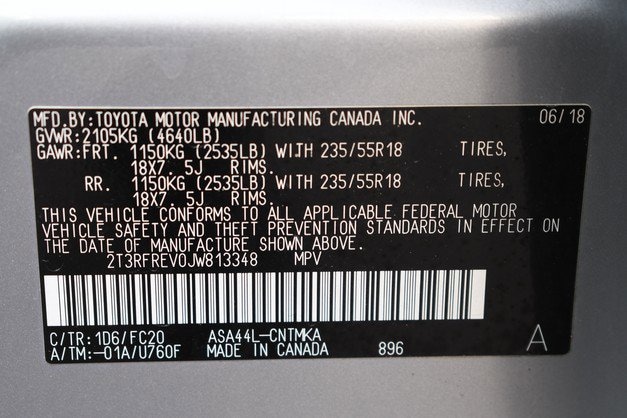 MFD.BY:TOYOTA MOTOR MANUFACTURING CANADA INC. 06/18
GVWR:2105KG (4640LB)
GAWR:FRT. 1150KG (2535LB) WITH 235/55R18 TIRES,
18X7. 5J RIMS.
RR. 1150KG (2535LB) WITH 235/55R18 TIRES,
18X7. 5J RIMS.
THIS VEHICLE CONFORMS TO ALL APPLICABLE FEDERAL MOTOR
VEHICLE SAFETY AND THEFT PREVENTION STANDARDS IN EFFECT ON
THE DATE OF MANUFACTURE SHOWN ABOVE.
2T3RFREV0JW813348 MPV
C/TR: 1D6/FC20 ASA44L-CNTMKA
A/TM:-01A/U760F MADE IN CANADA 896 A